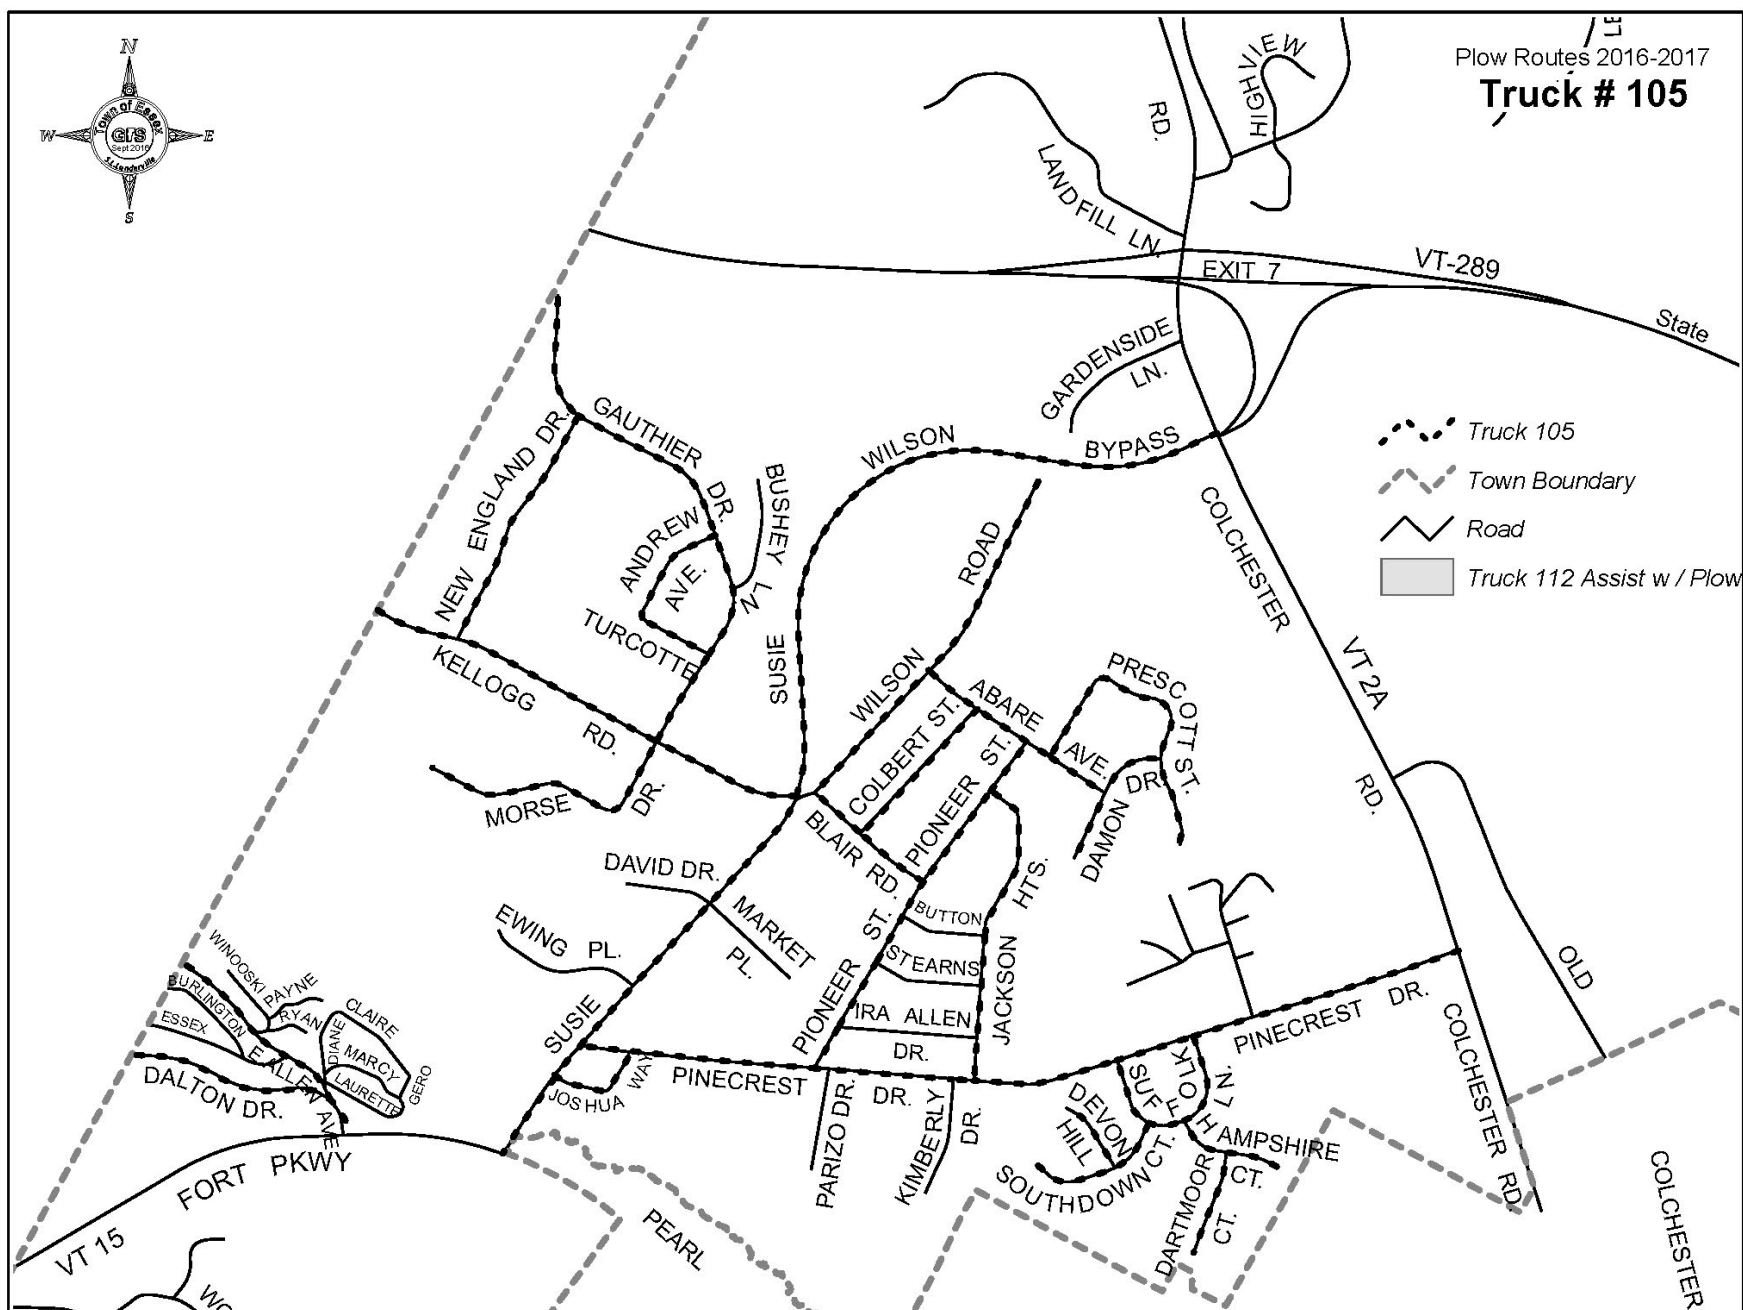 N
W
E
S
Town of Essex
GIS
Sept 2016
Plow Routes 2016-2017
Truck # 105
HIGHVIEW
RD.
LANDFILL LN.
EXIT 7
VT-289
State
GARDENSIDE
LN.
WILSON
BYPASS
Truck 105
Town Boundary
Road
Truck 112 Assist w / Plow
GAUTHIER
DR.
NEW ENGLAND DR.
BUSHEY LN
ANDREW
AVE.
TURCOTTE
KELLOGG
RD.
SUSIE
WILSON
ROAD
COLCHESTER
VT 2A
RD.
PRESCOTT ST.
ABARE
AVE.
COLBERT ST.
PIONEER ST.
DAMON
DR.
MORSE
DR.
BLAIR RD.
DAVID DR.
MARKET
PL.
EWING PL.
BUTTON
STEARNS
IRA ALLEN
DR.
JACKSON
HTS.
PIONEER ST.
OLD
WINOOSKI
PAYNE
BURLINGTON
RYAN
CLAIRE
ESSEX
DIANE
MARCY
LAURETTE
GERO
E ALLEN AVE
DALTON DR.
SUSIE
JOSHUA
WAY
PINECREST
DR.
PARIZO DR.
KIMBERLY
DR.
PINECREST DR.
SUFFOLK
LN.
DEVON
HILL
SOUTHDOWN CT.
HAMPSHIRE
CT.
DARTMOOR
CT.
COLCHESTER RD.
COLCHESTER
FORT PKWY
VT 15
PEARL